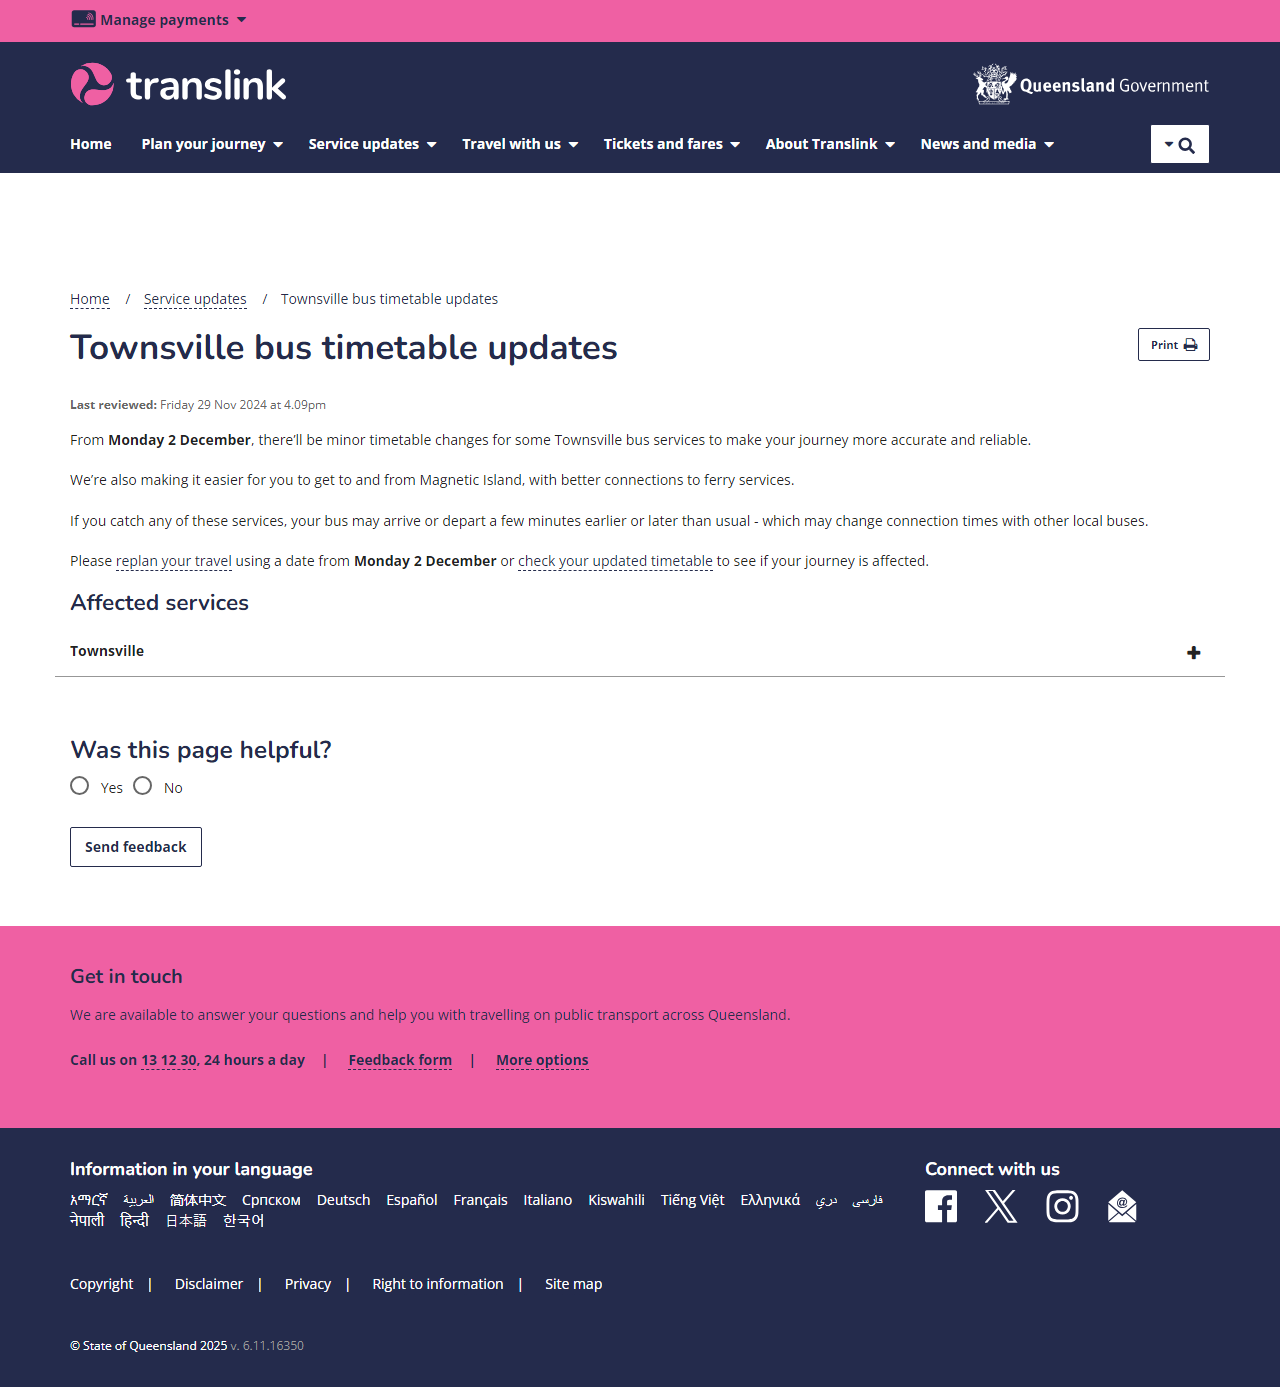 Manage payments
translink
Queensland Government
Home Plan your journey Service updates Travel with us Tickets and fares About Translink News and media
Home / Service updates / Townsville bus timetable updates
Townsville bus timetable updates
Print
Last reviewed: Friday 29 Nov 2024 at 4.09pm
From Monday 2 December, there’ll be minor timetable changes for some Townsville bus services to make your journey more accurate and reliable.
We’re also making it easier for you to get to and from Magnetic Island, with better connections to ferry services.
If you catch any of these services, your bus may arrive or depart a few minutes earlier or later than usual - which may change connection times with other local buses.
Please replan your travel using a date from Monday 2 December or check your updated timetable to see if your journey is affected.
Affected services
Townsville
Was this page helpful?
Yes No
Send feedback
Get in touch
We are available to answer your questions and help you with travelling on public transport across Queensland.
Call us on 13 12 30, 24 hours a day | Feedback form | More options
Information in your language
አማርኛ العربية 简体中文 Српском Deutsch Español Français Italiano Kiswahili Tiếng Việt Ελληνικά دري فارسی
नेपाली हिन्दी 日本語 한국어
Connect with us
Copyright | Disclaimer | Privacy | Right to information | Site map
© State of Queensland 2025 v. 6.11.16350